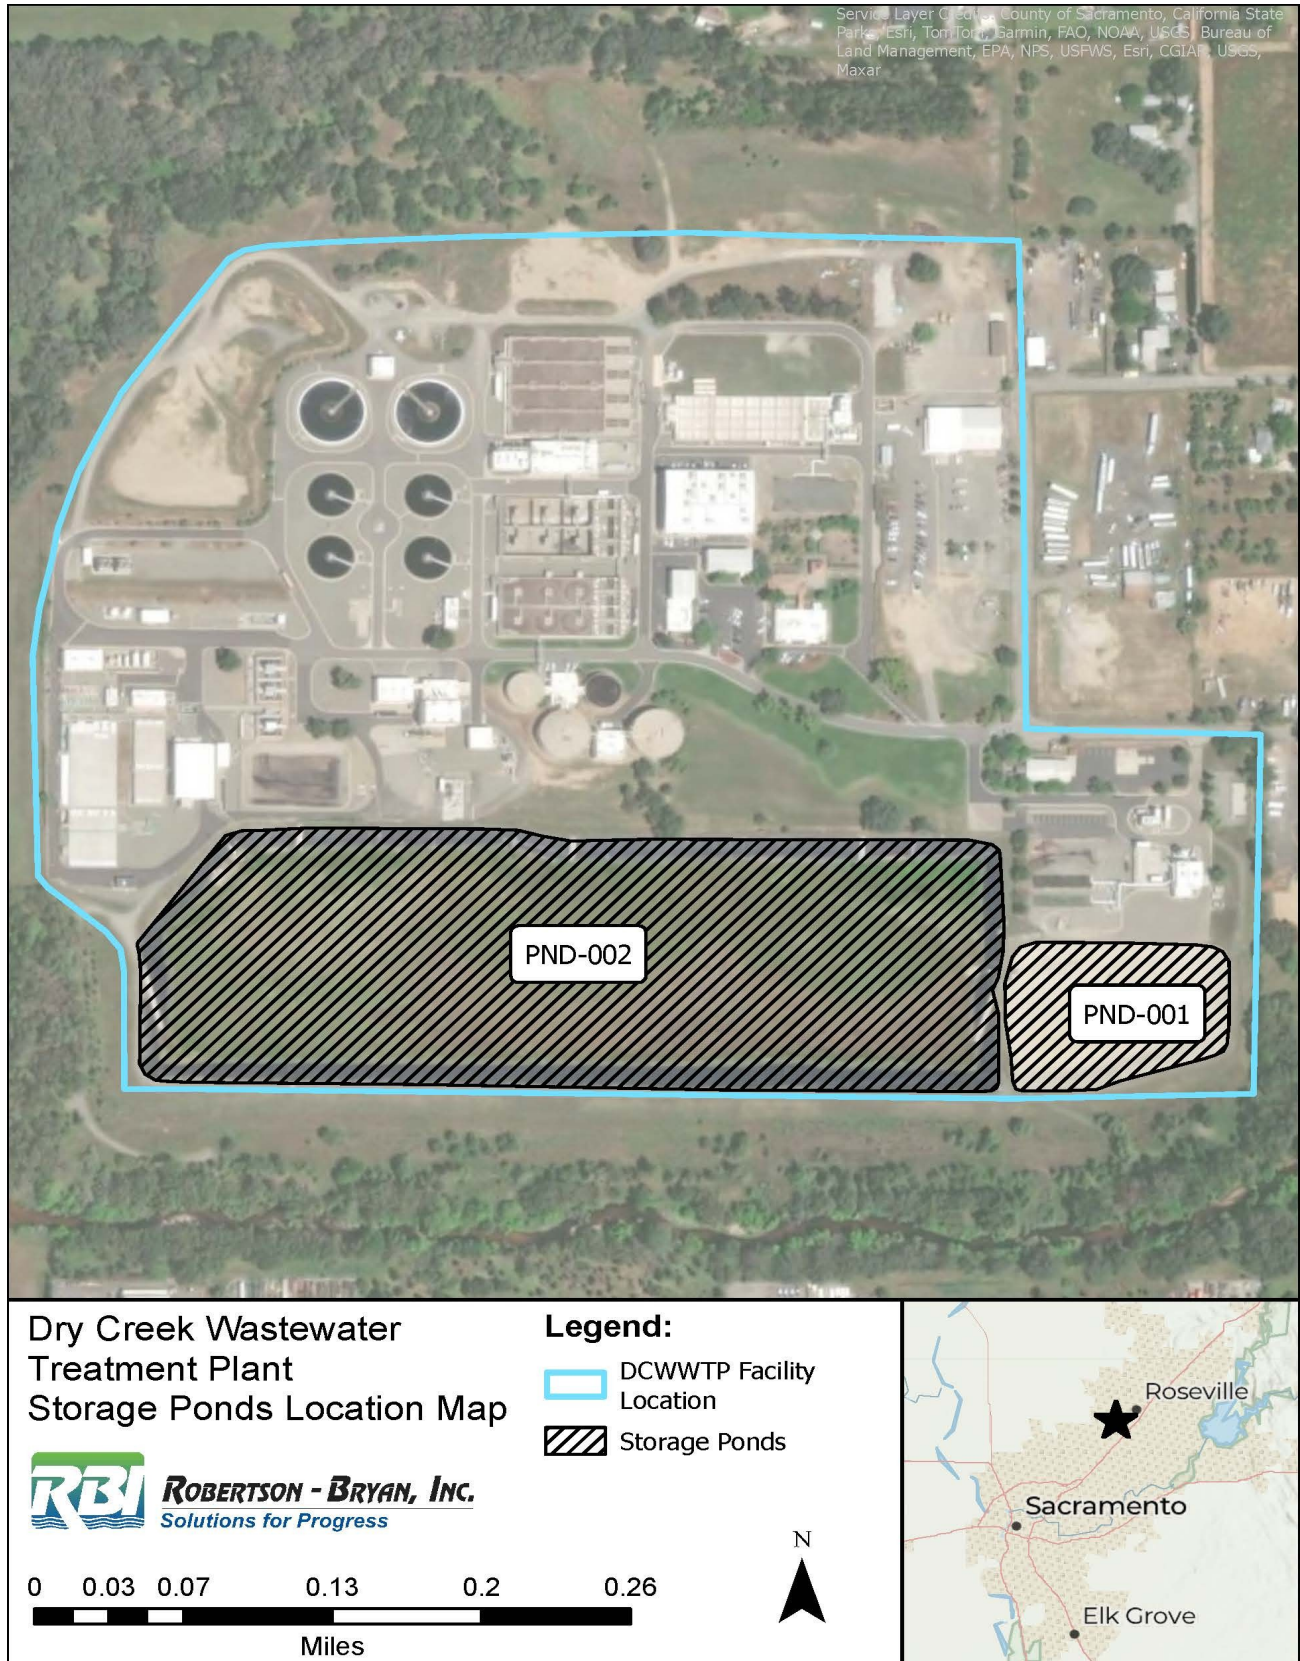 Service Layer Credits: County of Sacramento, California State
Parks, Esri, TomTom, Garmin, FAO, NOAA, USGS, Bureau of
Land Management, EPA, NPS, USFWS, Esri, CGIAR, USGS,
Maxar
PND-002
PND-001
Dry Creek Wastewater
Treatment Plant
Storage Ponds Location Map
RBI
ROBERTSON - BRYAN, INC.
Solutions for Progress
0 0.03 0.07 0.13 0.2 0.26
Miles
Legend:
DCWWTP Facility
Location
Storage Ponds
N
Roseville
Sacramento
Elk Grove